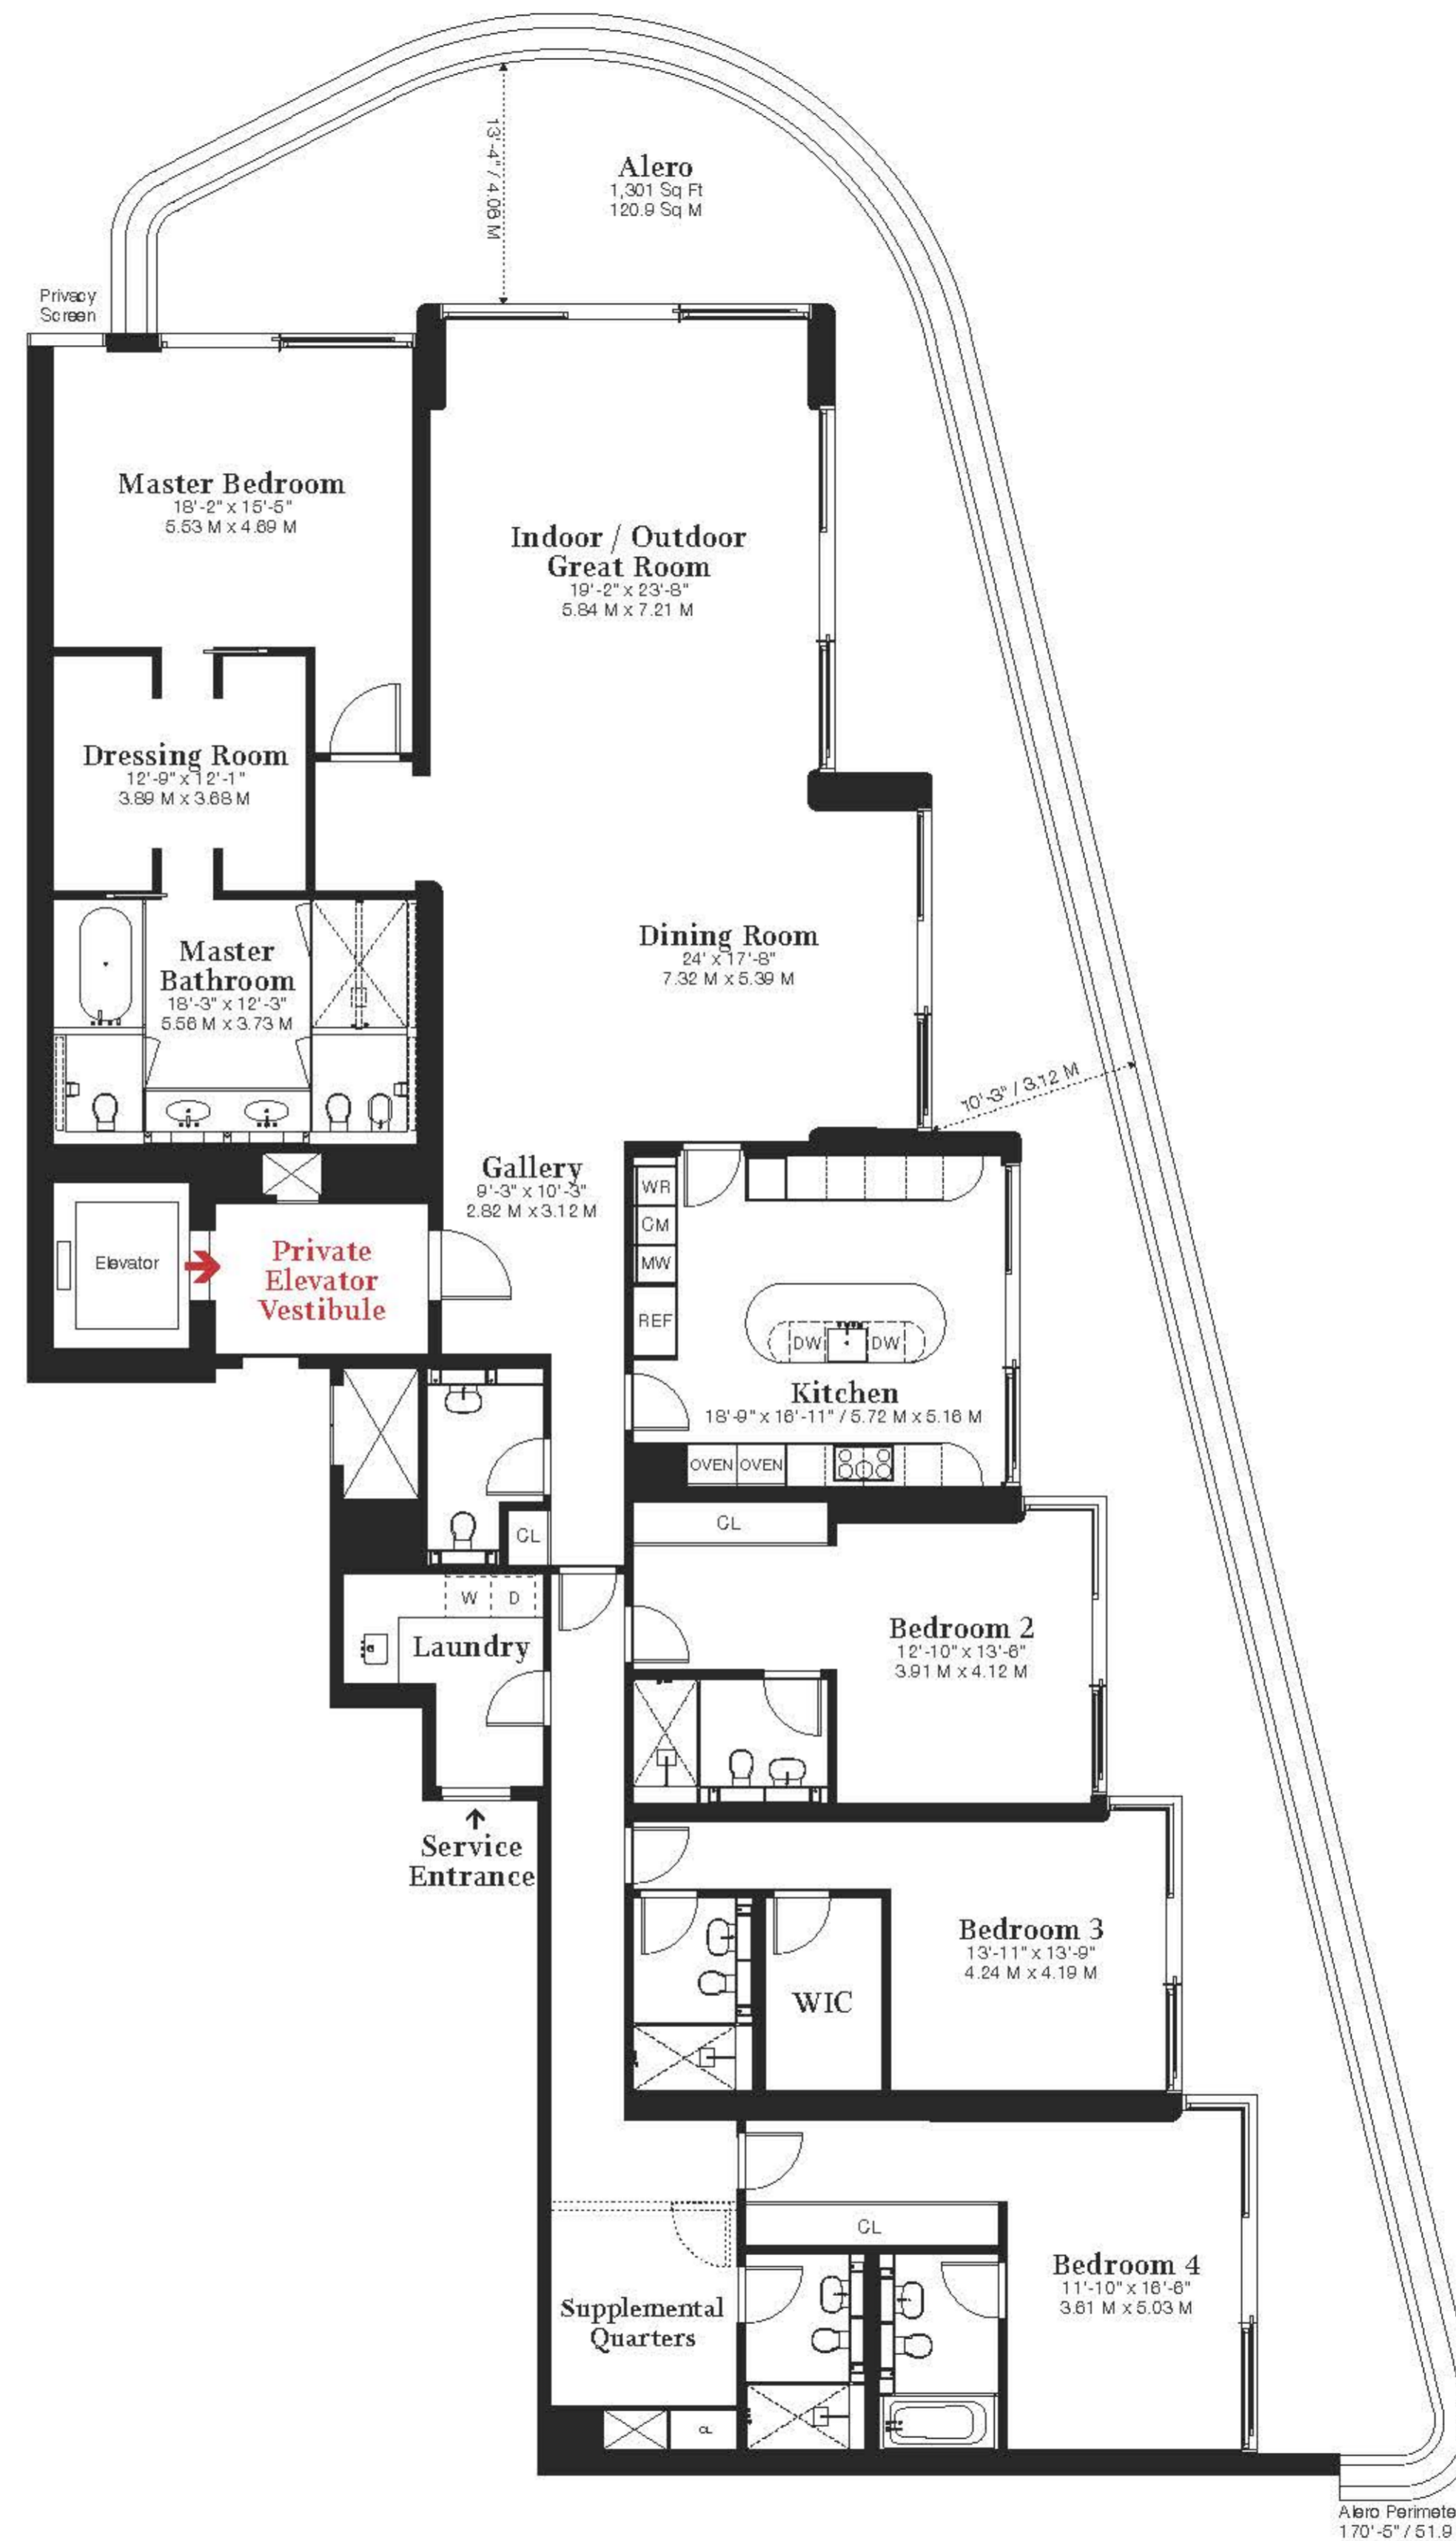 Alero
1,301 Sq Ft
120.9 Sq M
13'-4" / 4.06 M
Privacy
Screen
Master Bedroom
18'-2" x 15'-5"
5.53 M x 4.69 M
Indoor / Outdoor
Great Room
19'-2" x 23'-8"
5.84 M x 7.21 M
Dressing Room
12'-9" x 12'-1"
3.89 M x 3.68 M
Master
Bathroom
18'-3" x 12'-3"
5.56 M x 3.73 M
Dining Room
24' x 17'-8"
7.32 M x 5.39 M
10'-3" / 3.12 M
Gallery
9'-3" x 10'-3"
2.82 M x 3.12 M
Elevator
Private
Elevator
Vestibule
WR
CM
MW
REF
DW
DW
Kitchen
18'-9" x 16'-11" / 5.72 M x 5.16 M
OVEN
OVEN
CL
CL
W
D
Laundry
Bedroom 2
12'-10" x 13'-6"
3.91 M x 4.12 M
Service
Entrance
Bedroom 3
13'-11" x 13'-9"
4.24 M x 4.19 M
WIC
CL
Bedroom 4
11'-10" x 16'-6"
3.61 M x 5.03 M
Supplemental
Quarters
CL
Alero Perimete
170'-5" / 51.9